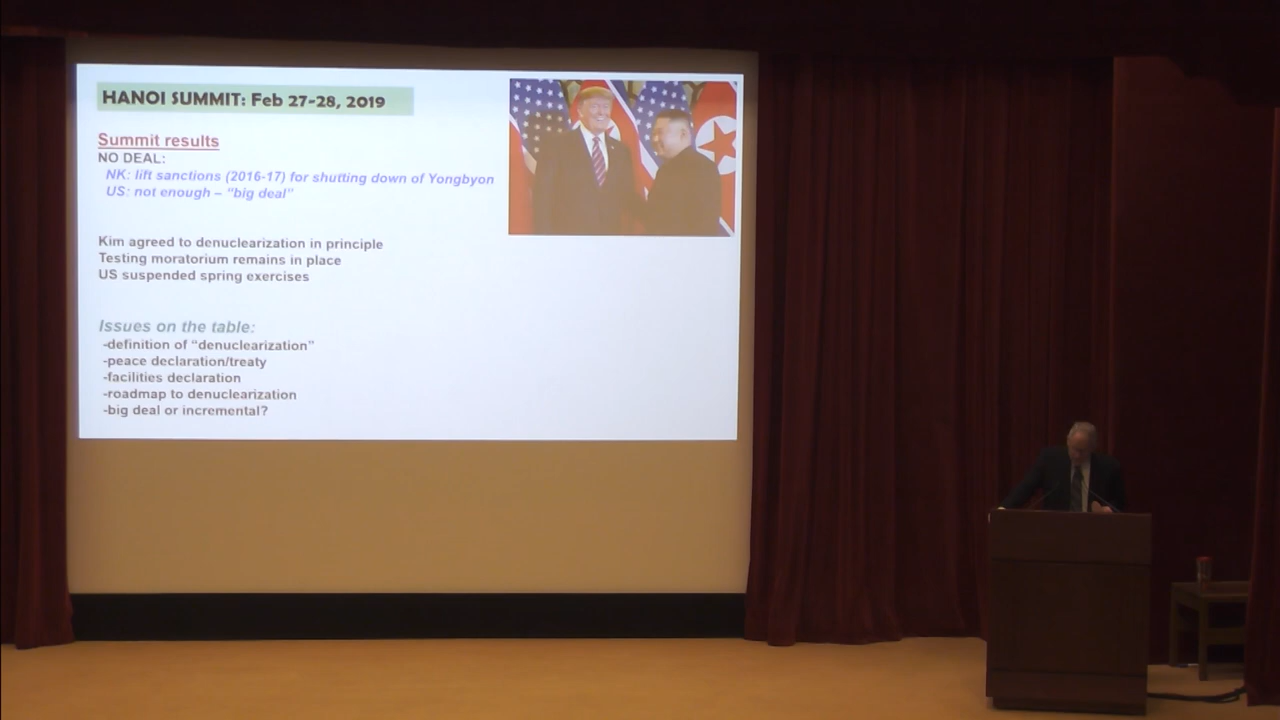 HANOI SUMMIT: Feb 27-28, 2019
Summit results
NO DEAL:
NK: lift sanctions (2016-17) for shutting down of Yongbyon
US: not enough – "big deal"
Kim agreed to denuclearization in principle
Testing moratorium remains in place
US suspended spring exercises
Issues on the table:
-definition of "denuclearization"
-peace declaration/treaty
-facilities declaration
-roadmap to denuclearization
-big deal or incremental?